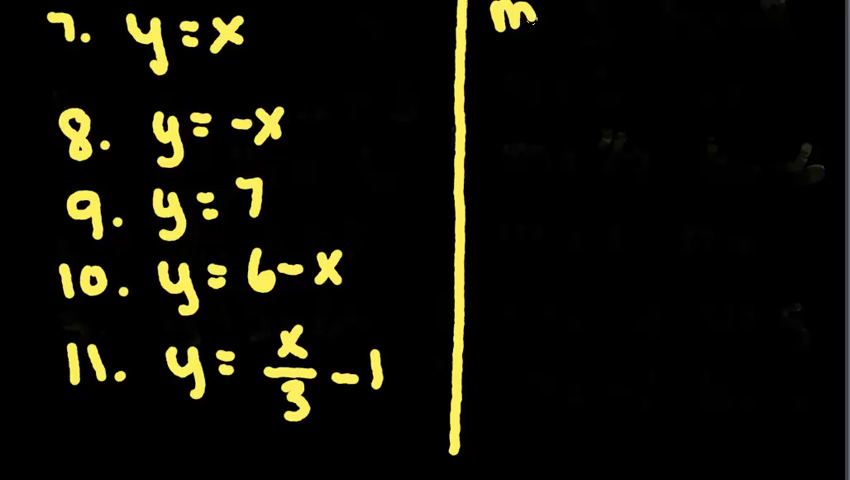 7. y = x
8. y = -x
9. y = 7
10. y = 6 - x
11. y = x/3 - 1
m